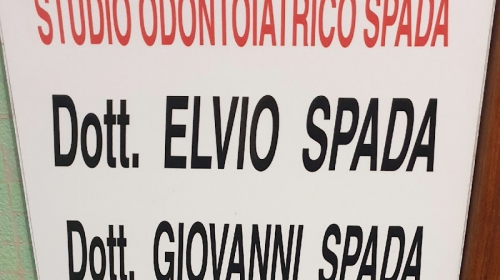 STUDIO ODONTOIATRICO SPADA
Dott. ELVIO SPADA
Dott. GIOVANNI SPADA